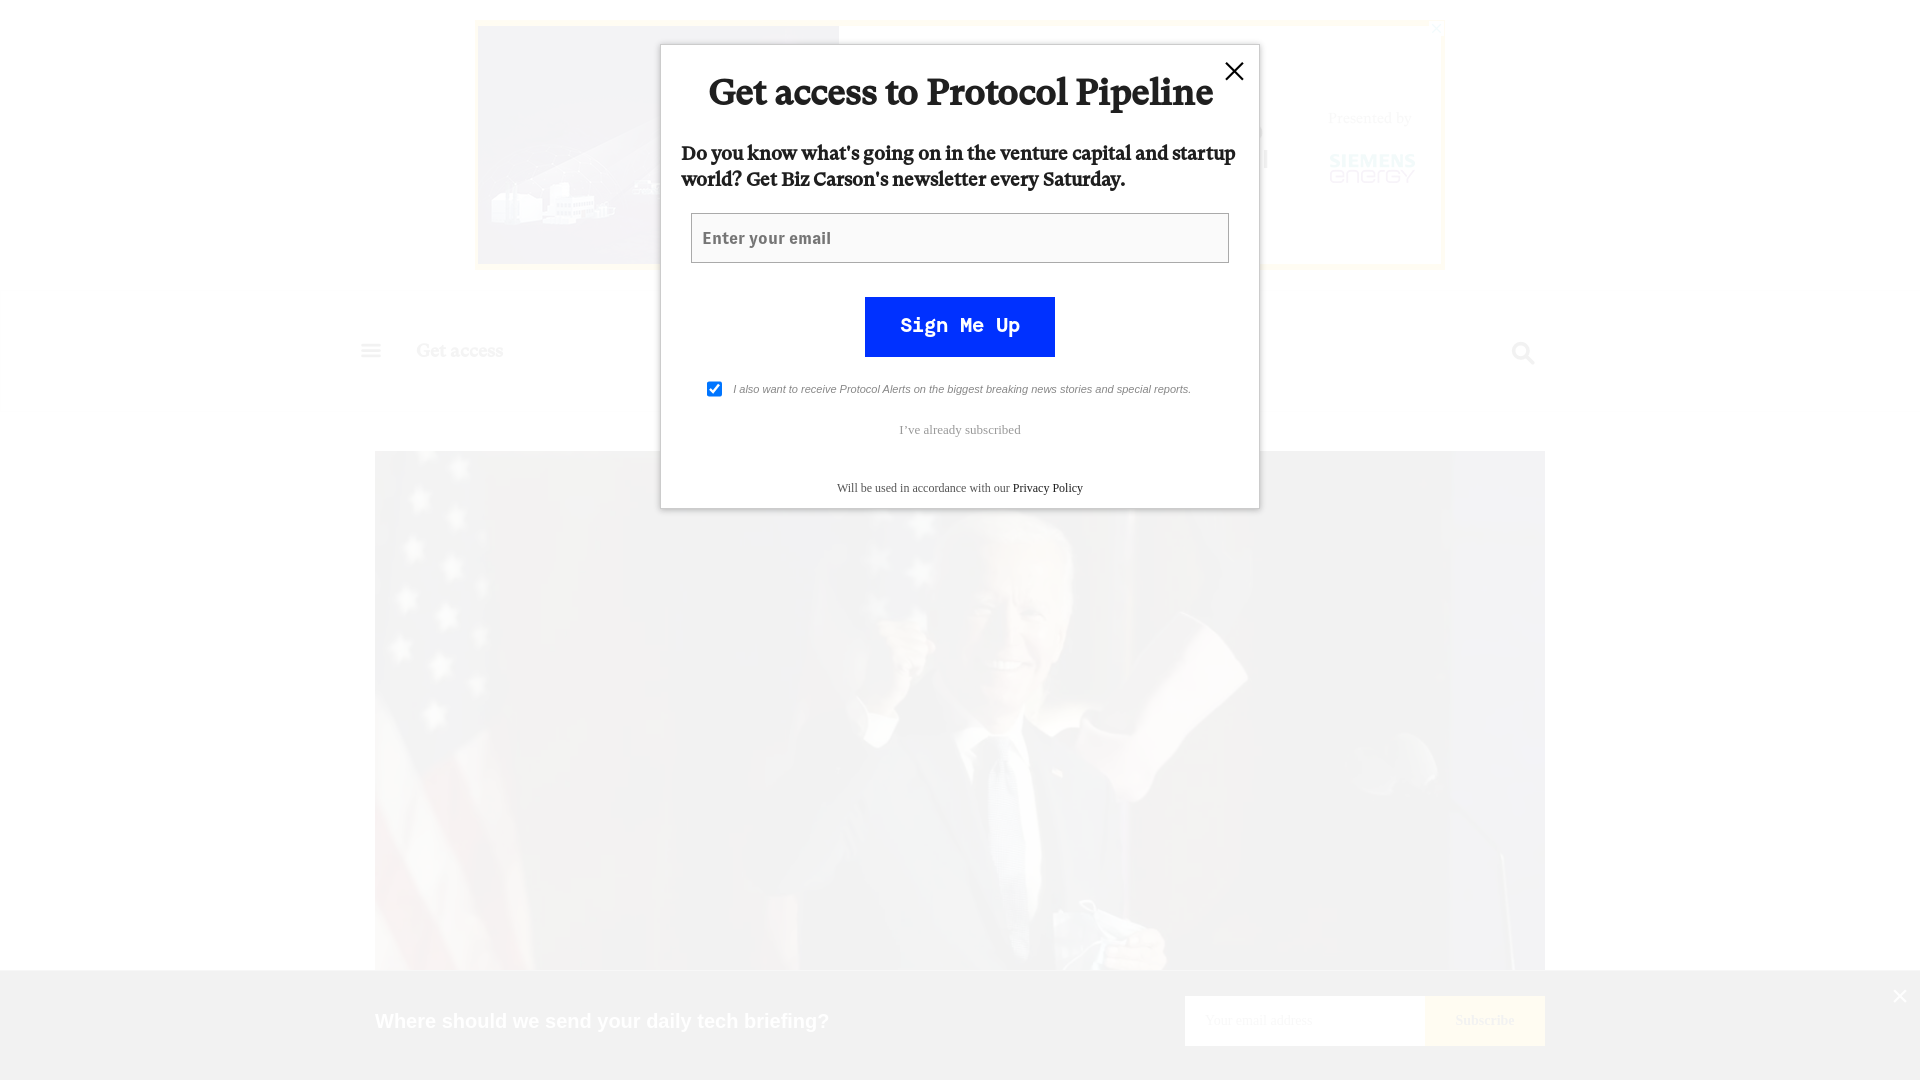 Get access to Protocol Pipeline
Do you know what's going on in the venture capital and startup
world? Get Biz Carson's newsletter every Saturday.
Enter your email
Sign Me Up
I also want to receive Protocol Alerts on the biggest breaking news stories and special reports.
I've already subscribed
Will be used in accordance with our Privacy Policy
Presented by
SIEMENS
energy
Get access
Where should we send your daily tech briefing?
Your email address
Subscribe